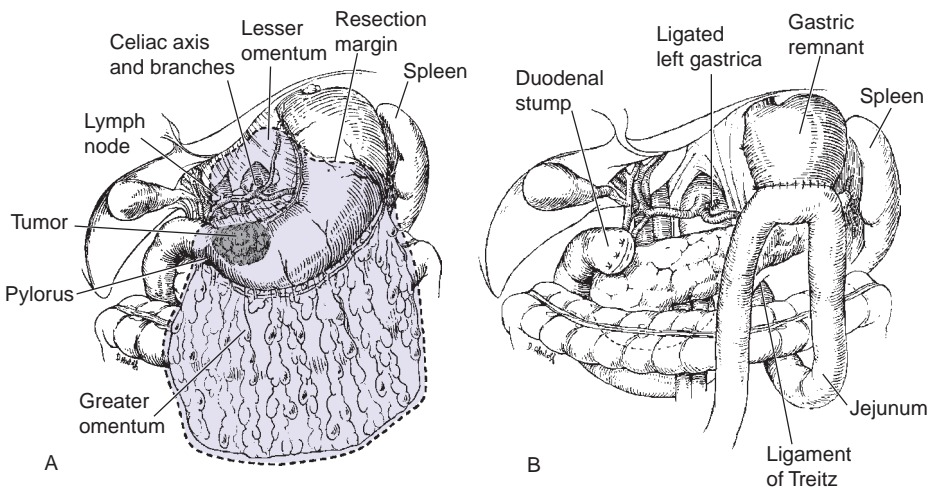 Celiac axis
and branches
Lesser
omentum
Resection
margin
Spleen
Lymph
node
Tumor
Pylorus
Greater
omentum
A
Duodenal
stump
Ligated
left gastrica
Gastric
remnant
Spleen
Jejunum
Ligament
of Treitz
B